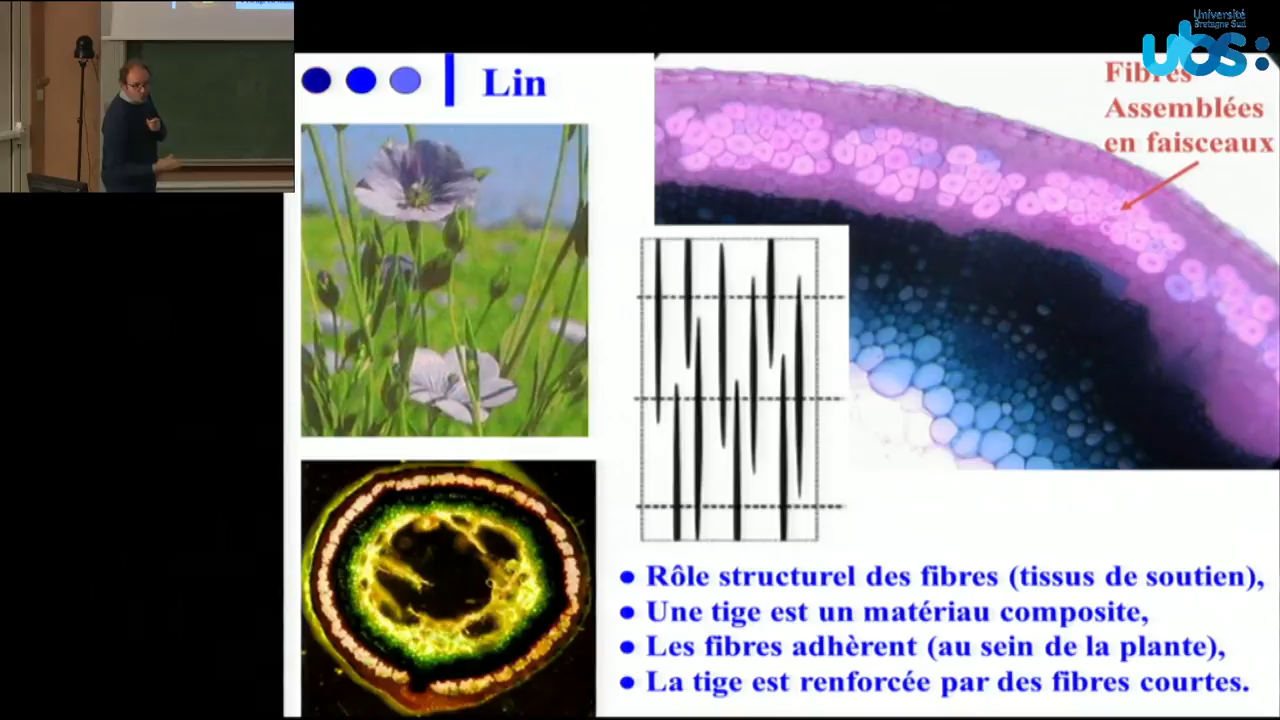 Université
Bretagne Sud
ubs:
Lin
Fibres
Assemblées
en faisceaux
● Rôle structurel des fibres (tissus de soutien),
● Une tige est un matériau composite,
● Les fibres adhèrent (au sein de la plante),
● La tige est renforcée par des fibres courtes.